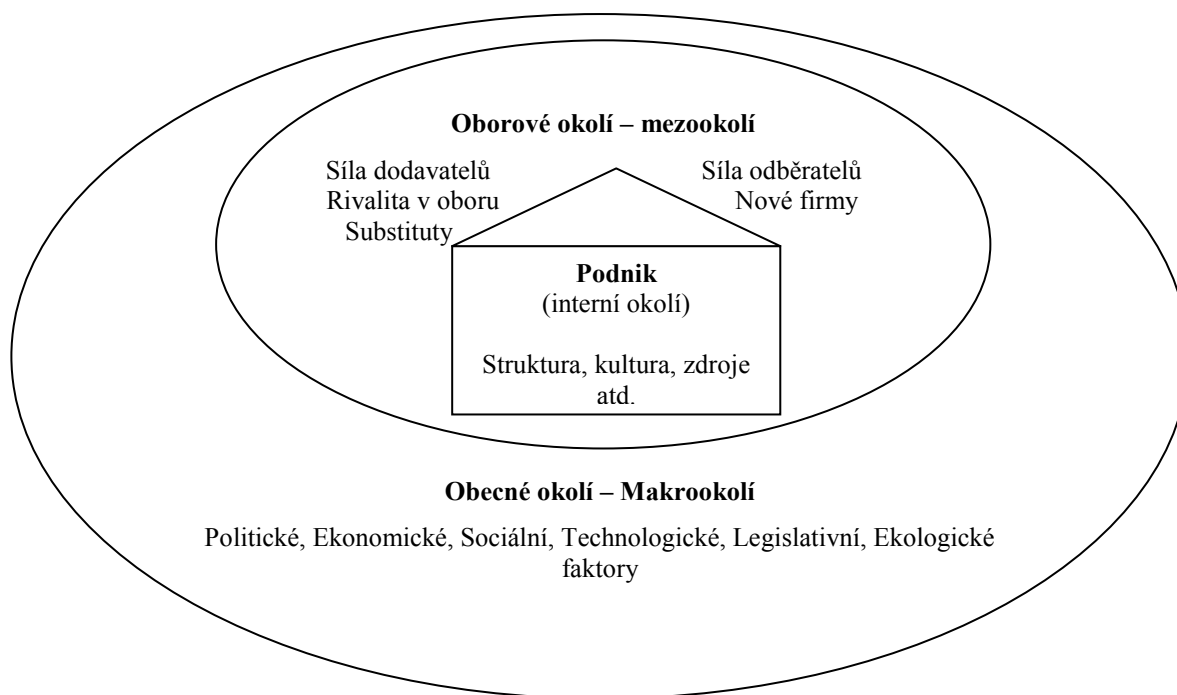 Oborové okolí – mezookolí
Síla dodavatelů
Rivalita v oboru
Substituty
Síla odběratelů
Nové firmy
Podnik
(interní okolí)
Struktura, kultura, zdroje
atd.
Obecné okolí – Makrookolí
Politické, Ekonomické, Sociální, Technologické, Legislativní, Ekologické
faktory